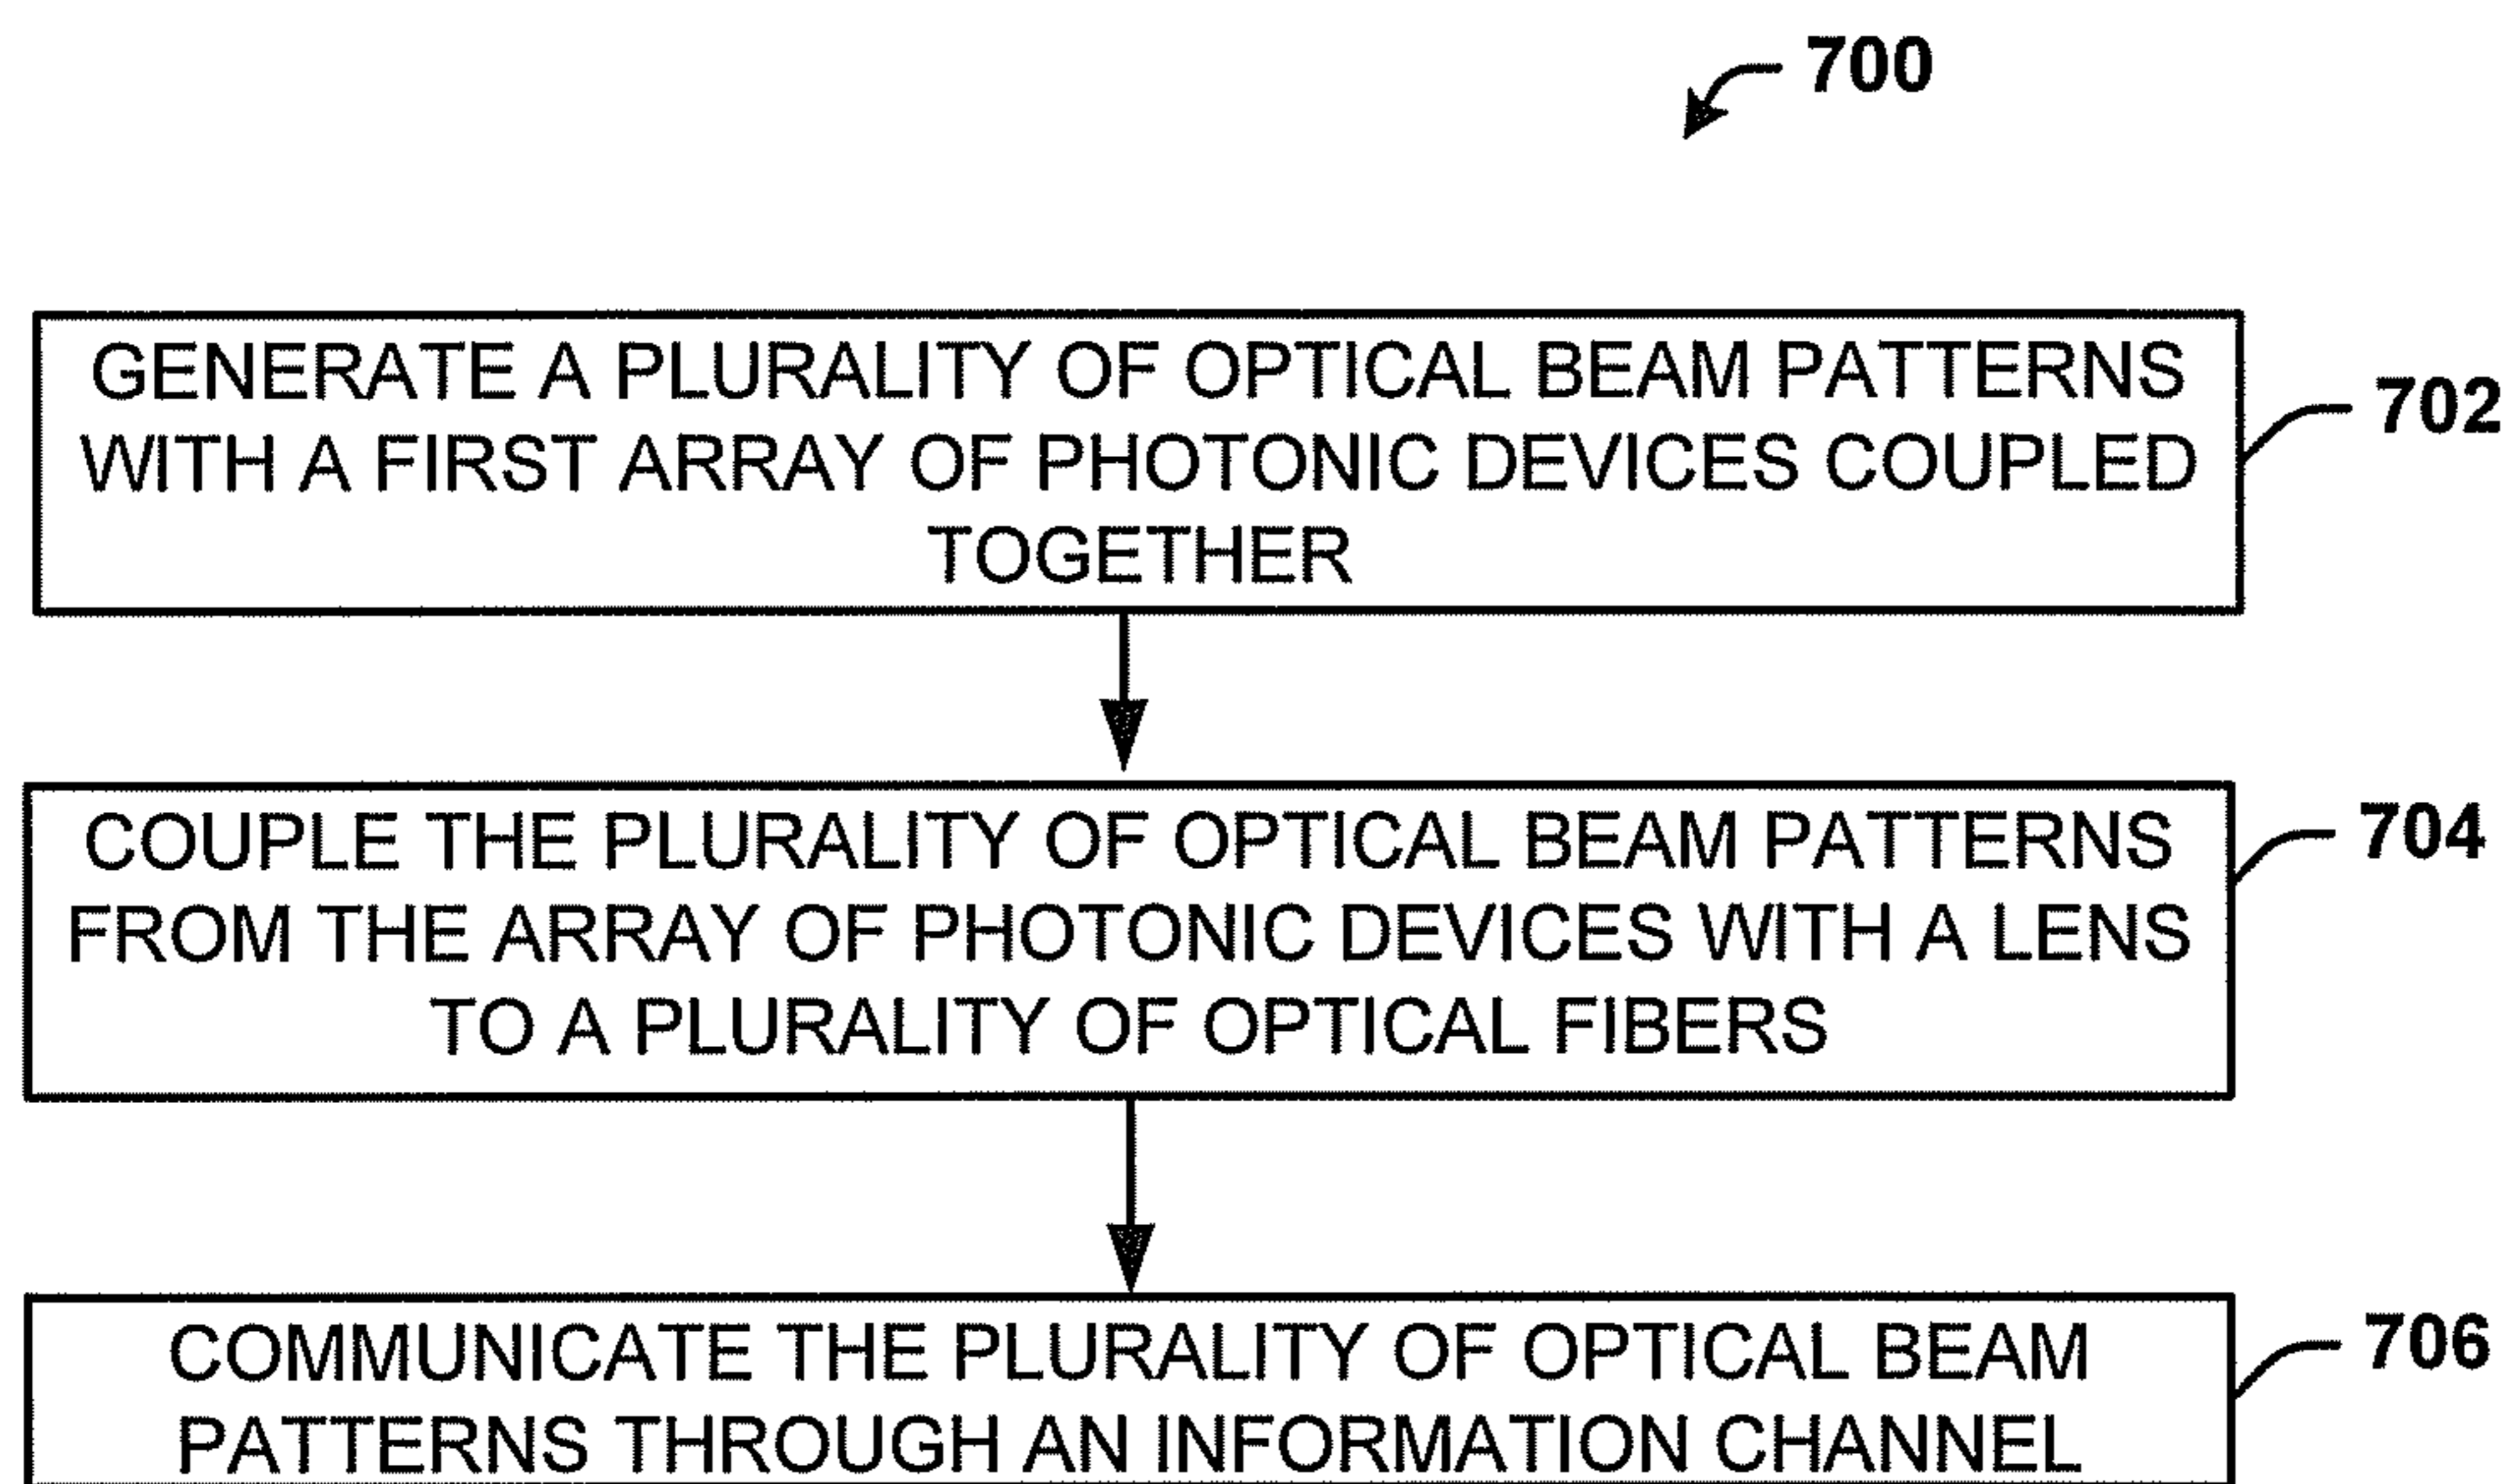 700
GENERATE A PLURALITY OF OPTICAL BEAM PATTERNS
WITH A FIRST ARRAY OF PHOTONIC DEVICES COUPLED
TOGETHER
702
COUPLE THE PLURALITY OF OPTICAL BEAM PATTERNS
FROM THE ARRAY OF PHOTONIC DEVICES WITH A LENS
TO A PLURALITY OF OPTICAL FIBERS
704
COMMUNICATE THE PLURALITY OF OPTICAL BEAM
PATTERNS THROUGH AN INFORMATION CHANNEL
706